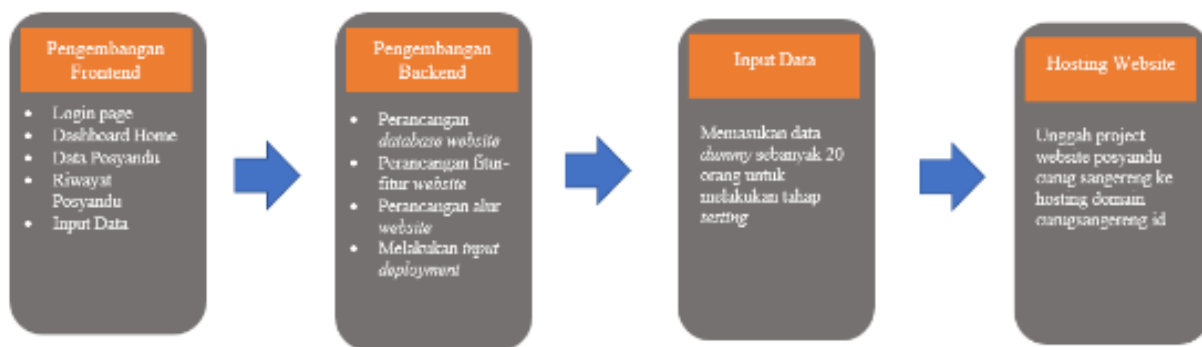 Pengembangan
Frontend
• Login page
• Dashboard Home
• Data Posyandu
• Riwayat
Posyandu
• Input Data
Pengembangan
Backend
• Perancangan
database website
• Perancangan fitur-
fitur website
• Perancangan alur
website
• Melakukan input
deployment
Input Data
Memasukan data
dummy sebanyak 20
orang untuk
melakukan tahap
testing
Hosting Website
Unggah project
website posyandu
curug sangereng ke
hosting domain
curugsangereng.id